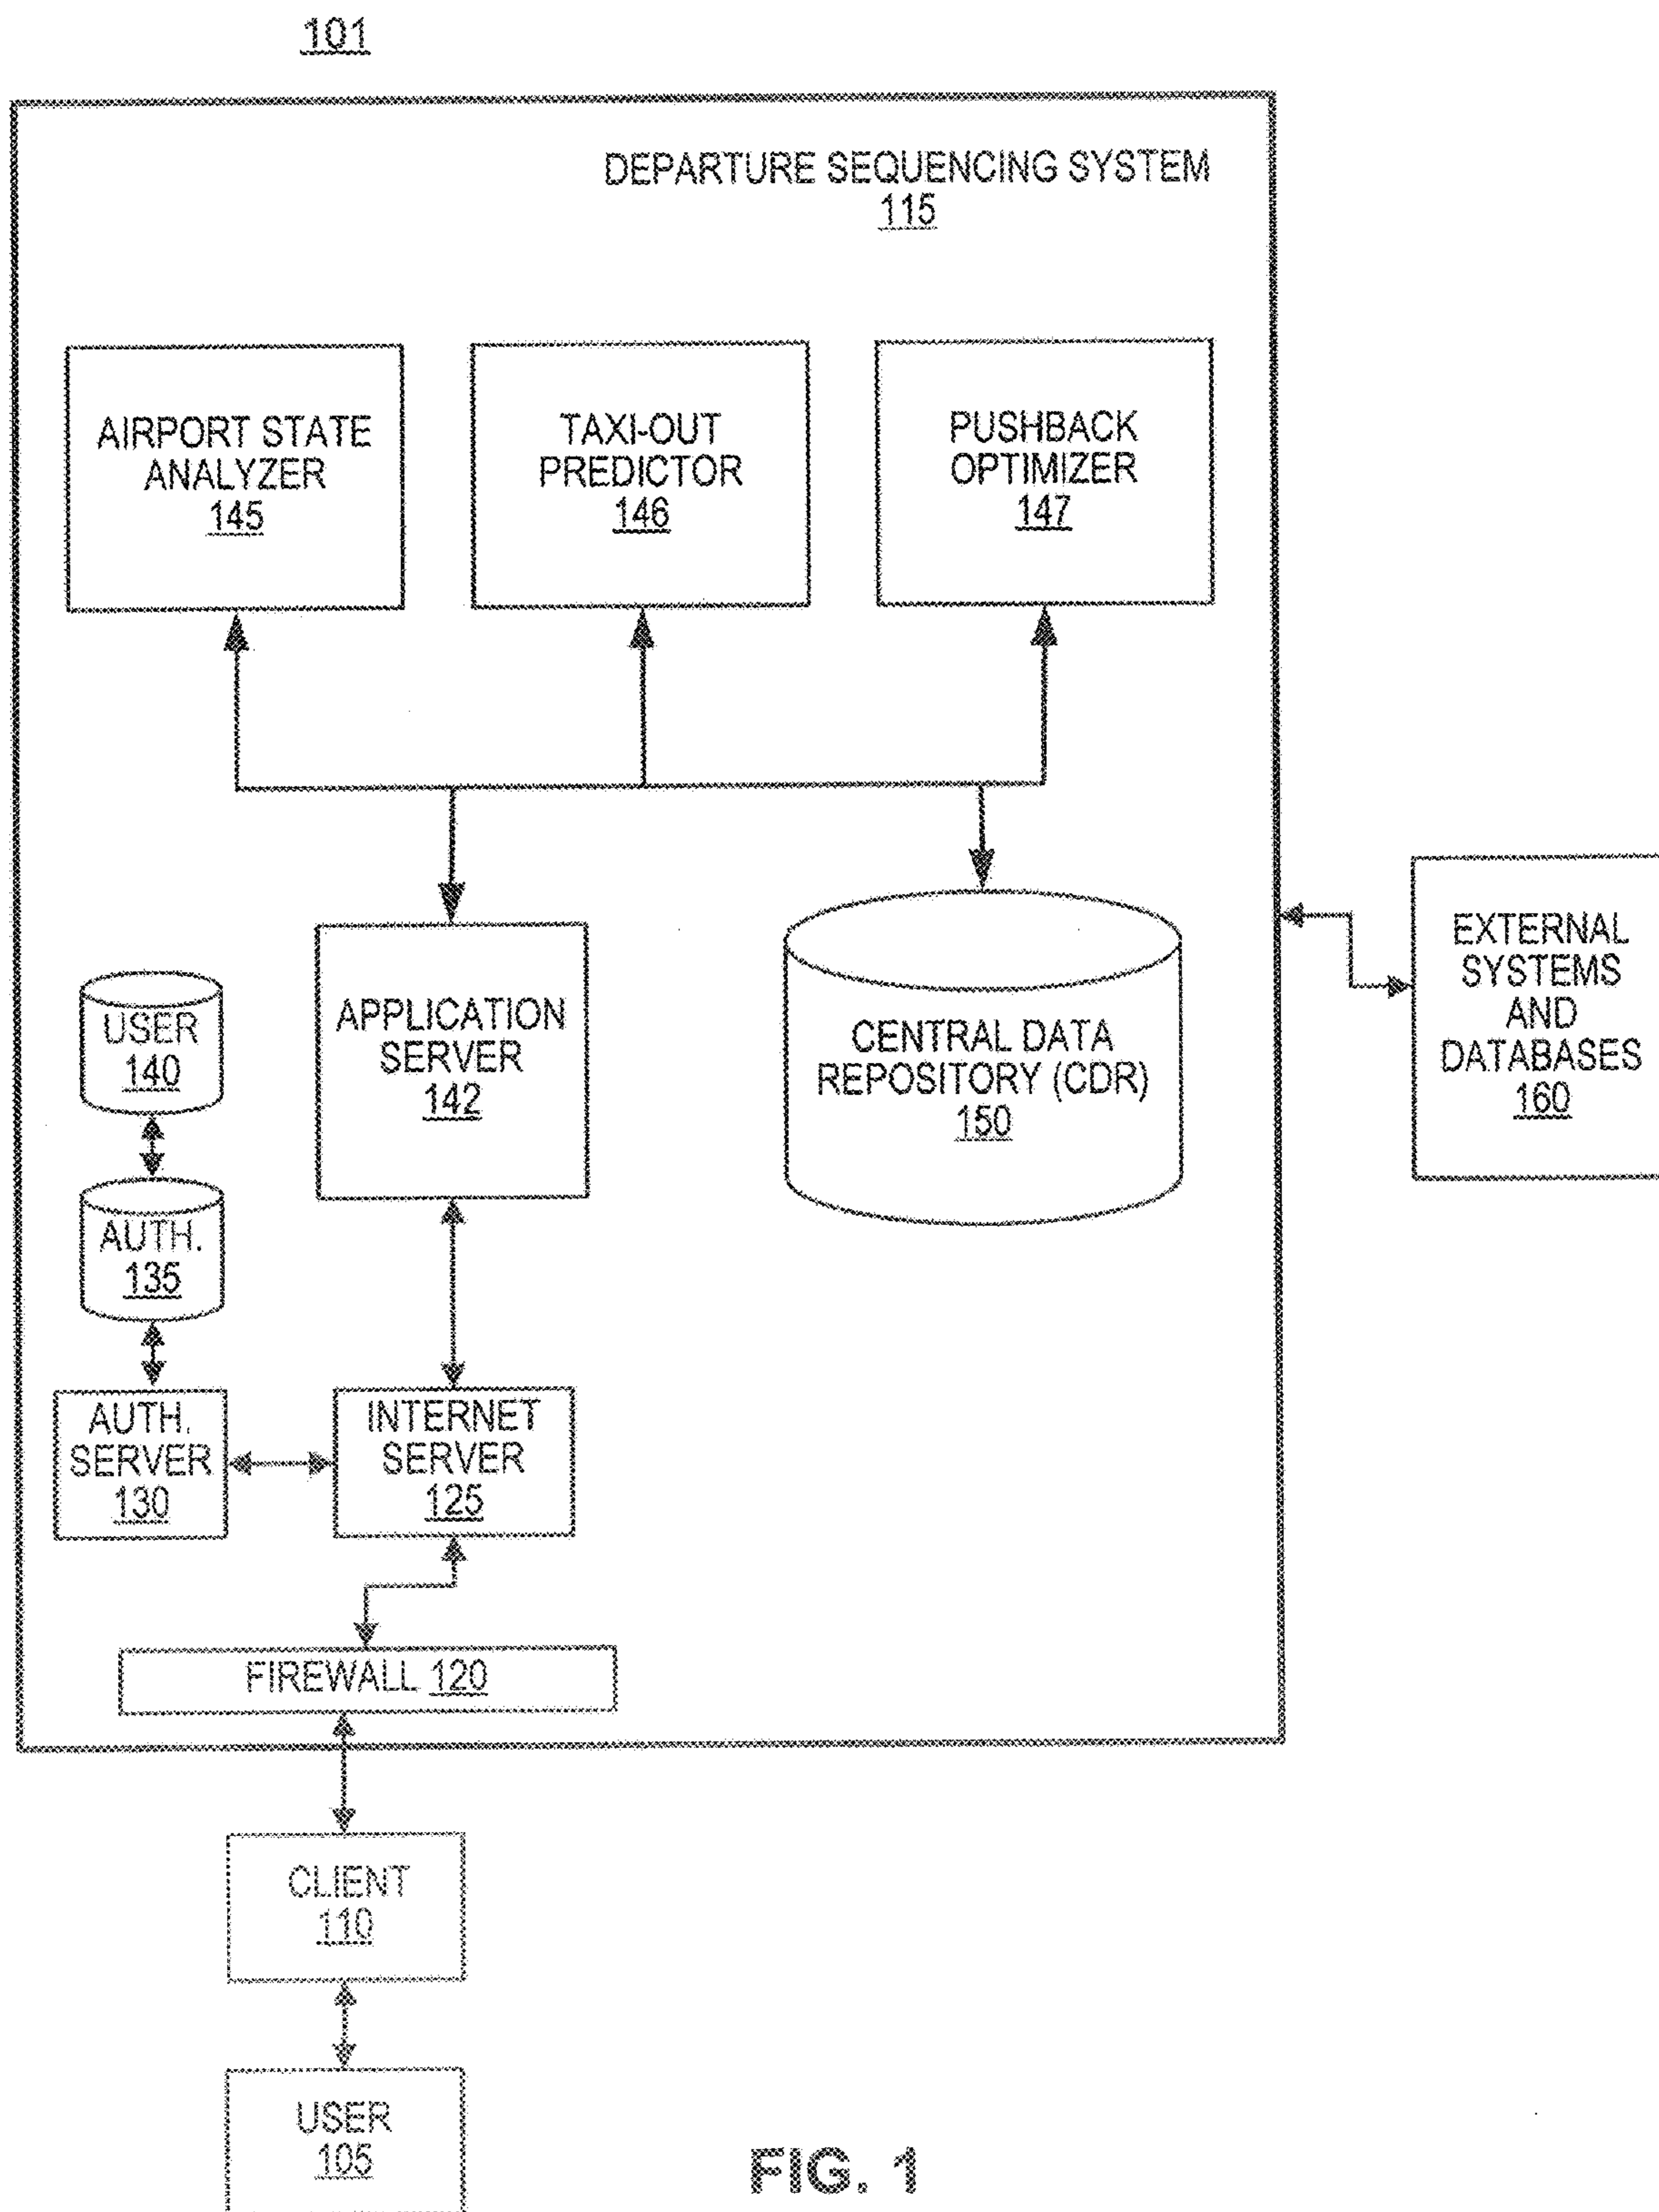 101
DEPARTURE SEQUENCING SYSTEM
115
AIRPORT STATE
ANALYZER
145
TAXI-OUT
PREDICTOR
146
PUSHBACK
OPTIMIZER
147
USER
140
AUTH.
135
APPLICATION
SERVER
142
CENTRAL DATA
REPOSITORY (CDR)
150
EXTERNAL
SYSTEMS
AND
DATABASES
160
AUTH.
SERVER
130
INTERNET
SERVER
125
FIREWALL 120
CLIENT
110
USER
105
FIG. 1